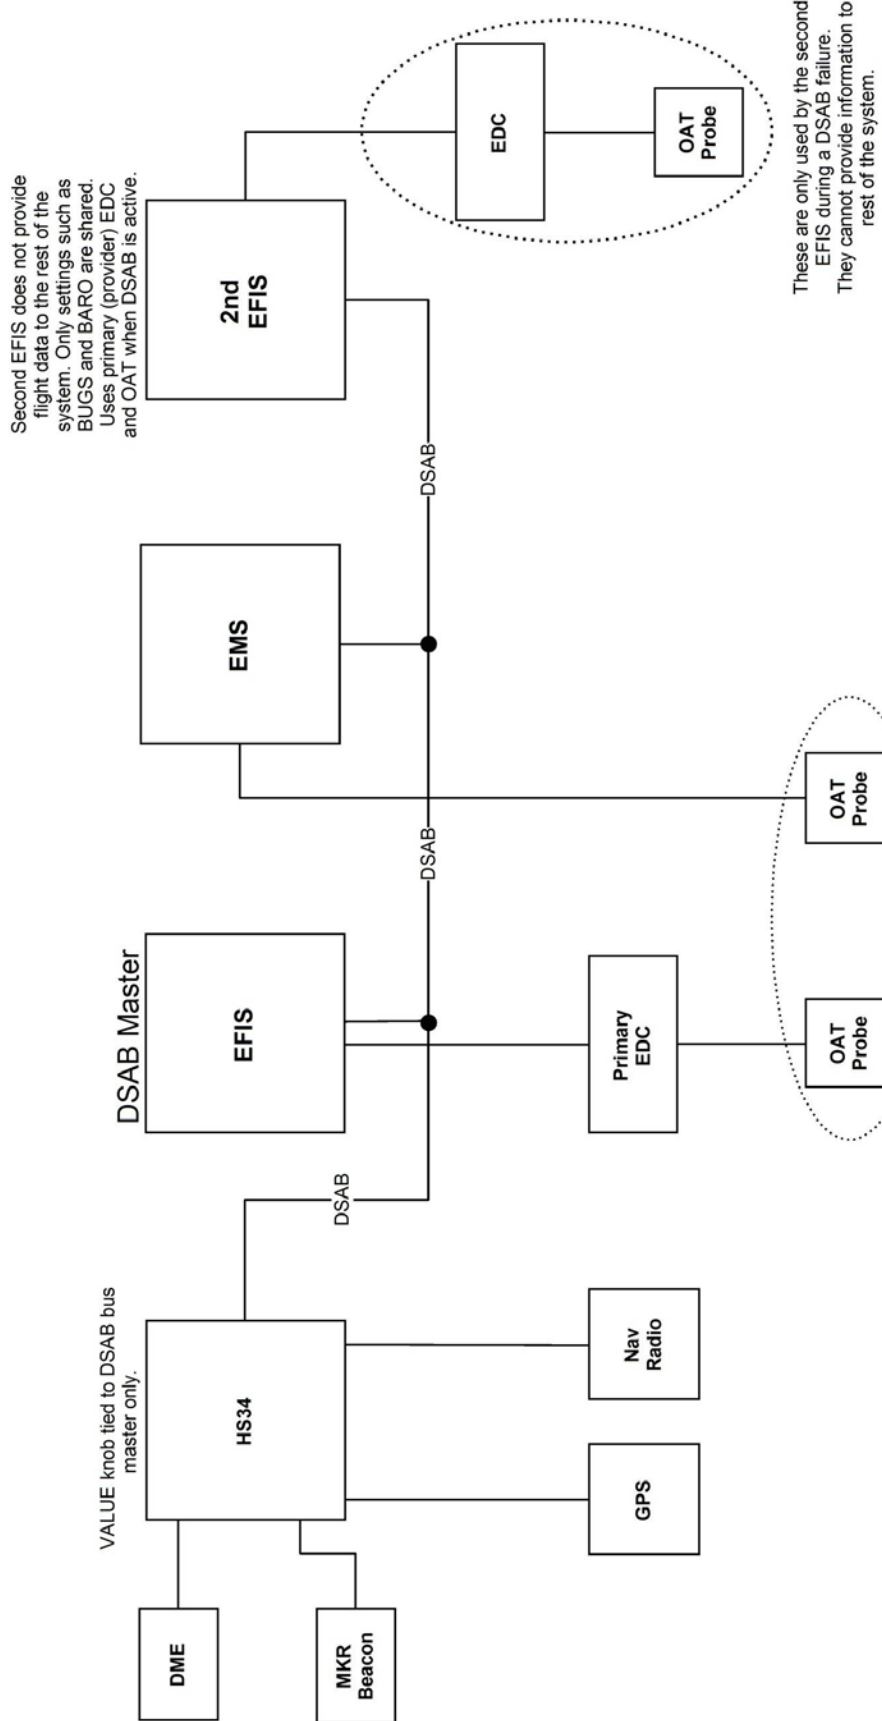 VALUE knob tied to DSAB bus
master only.
DME
MKR
Beacon
HS34
GPS
Nav
Radio
DSAB
DSAB Master
EFIS
Primary
EDC
OAT
Probe
DSAB
EMS
OAT
Probe
DSAB
Second EFIS does not provide
flight data to the rest of the
system. Only settings such as
BUGS and BARO are shared.
Uses primary (provider) EDC
and OAT when DSAB is active.
2nd
EFIS
EDC
OAT
Probe
These are only used by the second
EFIS during a DSAB failure.
They cannot provide information to
rest of the system.